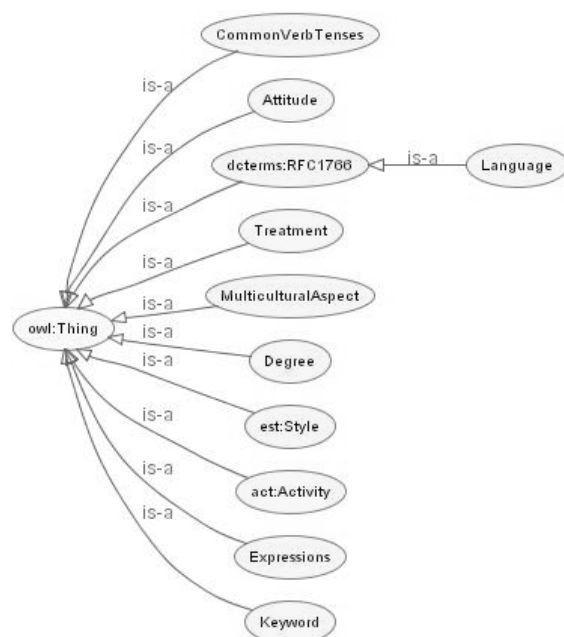 CommonVerbTenses
is-a
Attitude
is-a
dcterms:RFC1766
is-a
Language
is-a
Treatment
is-a
MulticulturalAspect
is-a
owl:Thing
is-a
Degree
is-a
est:Style
is-a
act:Activity
is-a
Expressions
is-a
Keyword